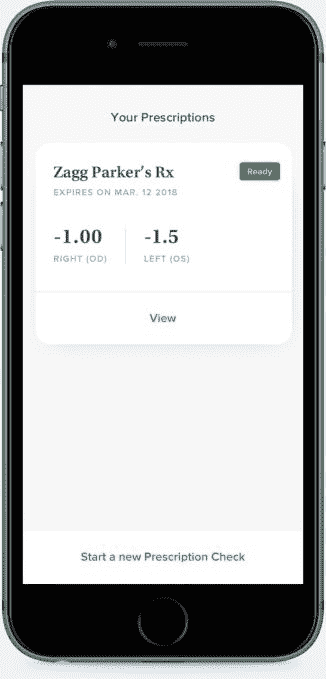 Your Prescriptions
Zagg Parker's Rx
Ready
EXPIRES ON MAR. 12 2018
-1.00
-1.5
RIGHT (OD)
LEFT (OS)
View
Start a new Prescription Check